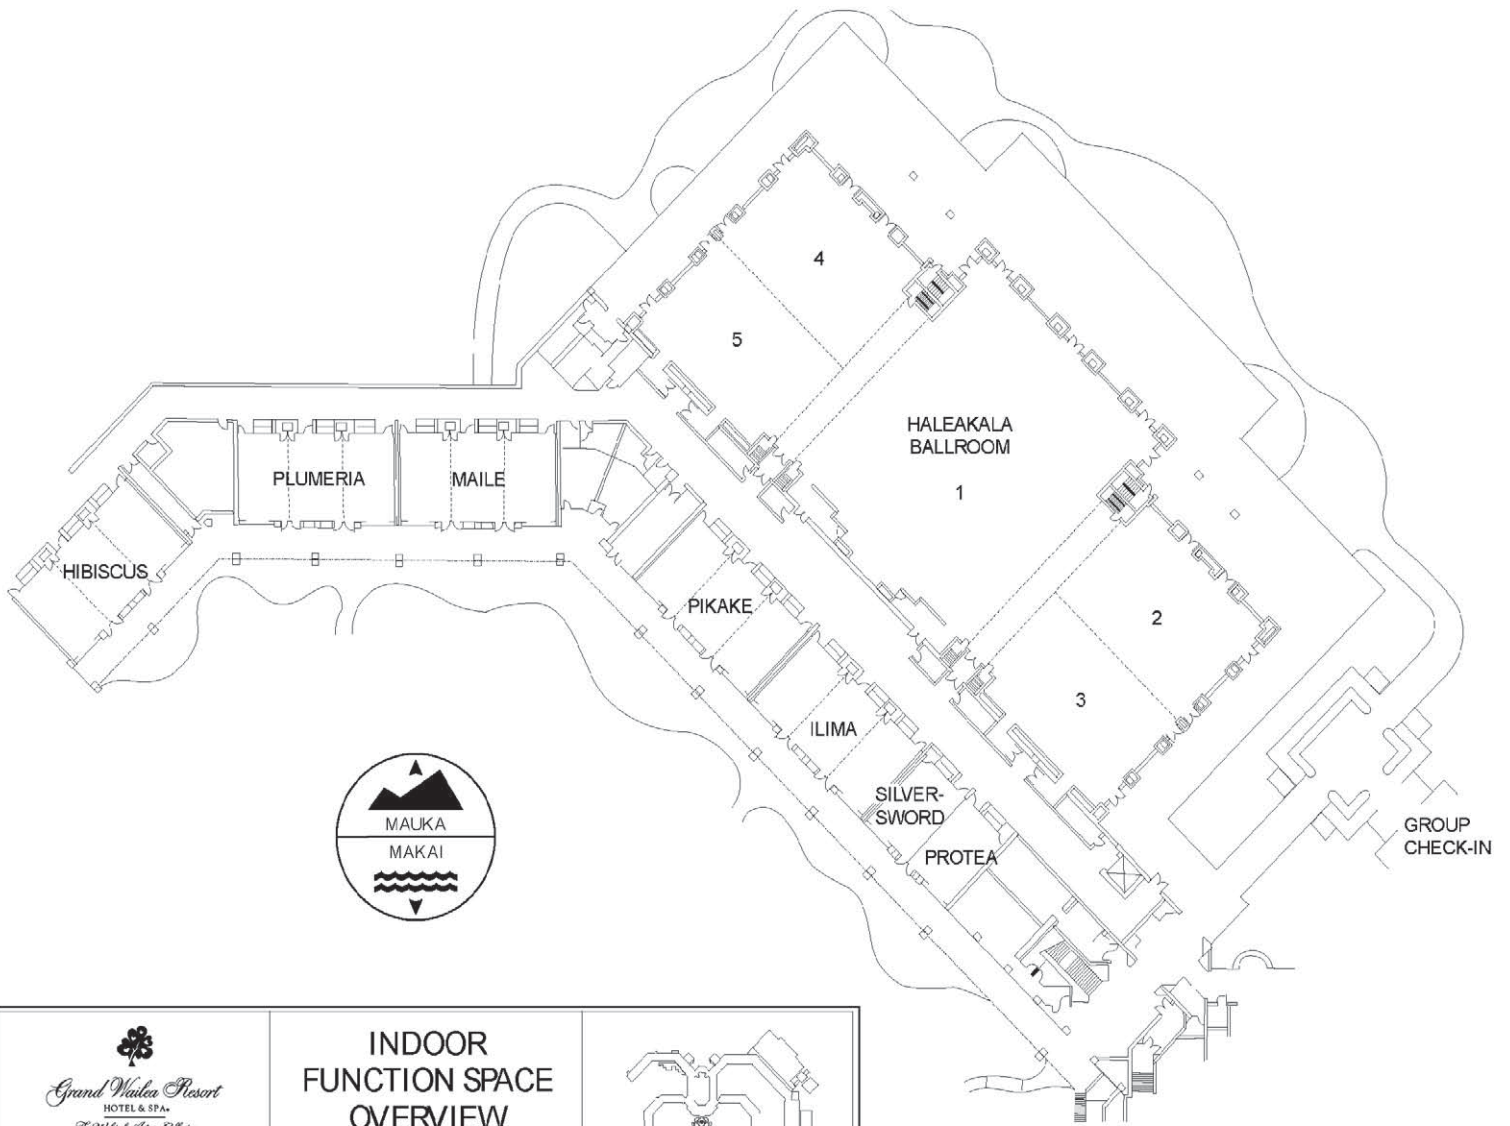 4
5
HALEAKALA
BALLROOM
1
PLUMERIA
MAILE
HIBISCUS
PIKAKE
2
3
ILIMA
SILVER-
SWORD
PROTEA
MAUKA
MAKAI
GROUP
CHECK-IN
Grand Wailea Resort
HOTEL & SPA
INDOOR
FUNCTION SPACE
OVERVIEW